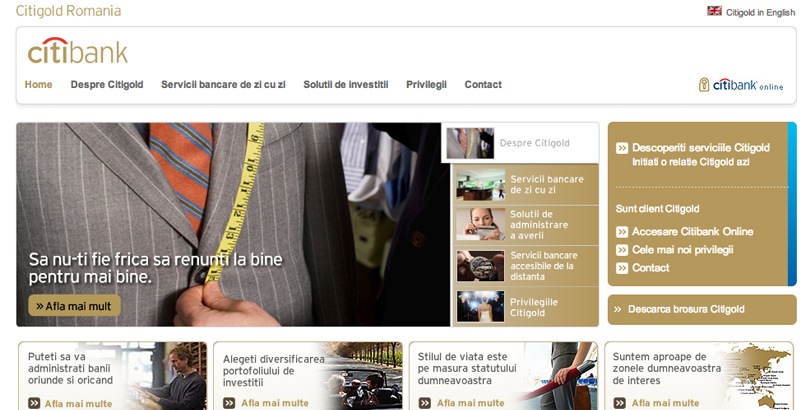 Citigold Romania
Citigold in English
citibank
Home Despre Citigold Servicii bancare de zi cu zi Solutii de investitii Privilegii Contact
citibank online
Despre Citigold
Servicii bancare
de zi cu zi
Solutii de
administrare
a averii
Servicii bancare
accesibile de la
distanta
Privilegiile
Citigold
Sa nu-ti fie frica sa renunti la bine
pentru mai bine.
Afla mai mult
Descoperiti serviciile Citigold
Initiati o relatie Citigold azi
Sunt client Citigold
Accesare Citibank Online
Cele mai noi privilegii
Contact
Descarca brosura Citigold
Puteti sa va
administrati banii
oriunde si oricand
Afla mai multe
Alegeti diversificarea
portofoliului de
investitii
Afla mai multe
Stilul de viata este
pe masura statutului
dumneavoastra
Afla mai multe
Suntem aproape de
zonele dumneavoastra
de interes
Afla mai multe